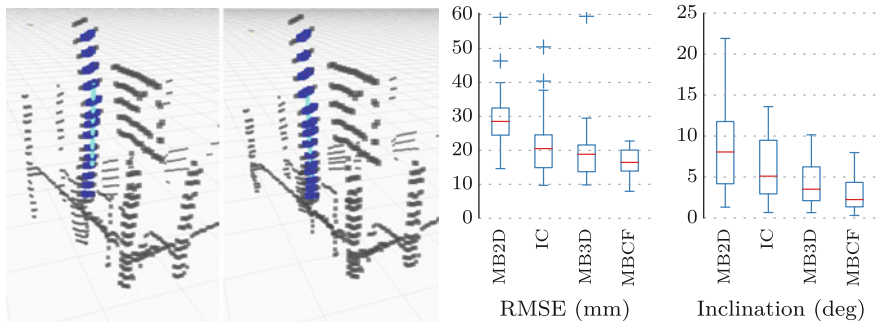 60
50
40
30
20
10
0
MB2D
IC
MB3D
MBCF
RMSE (mm)
25
20
15
10
5
0
MB2D
IC
MB3D
MBCF
Inclination (deg)